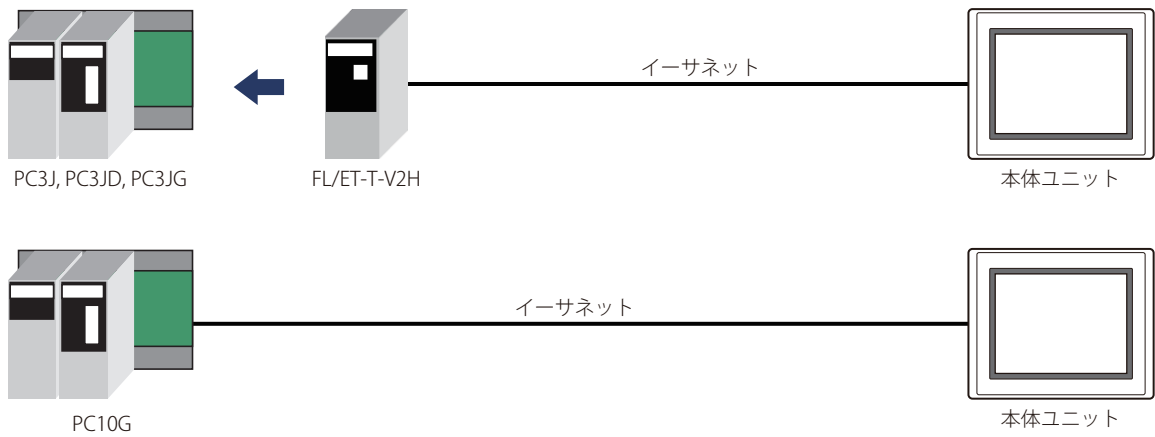 イーサネット
PC3J, PC3JD, PC3JG
FL/ET-T-V2H
本体ユニット
イーサネット
PC10G
本体ユニット